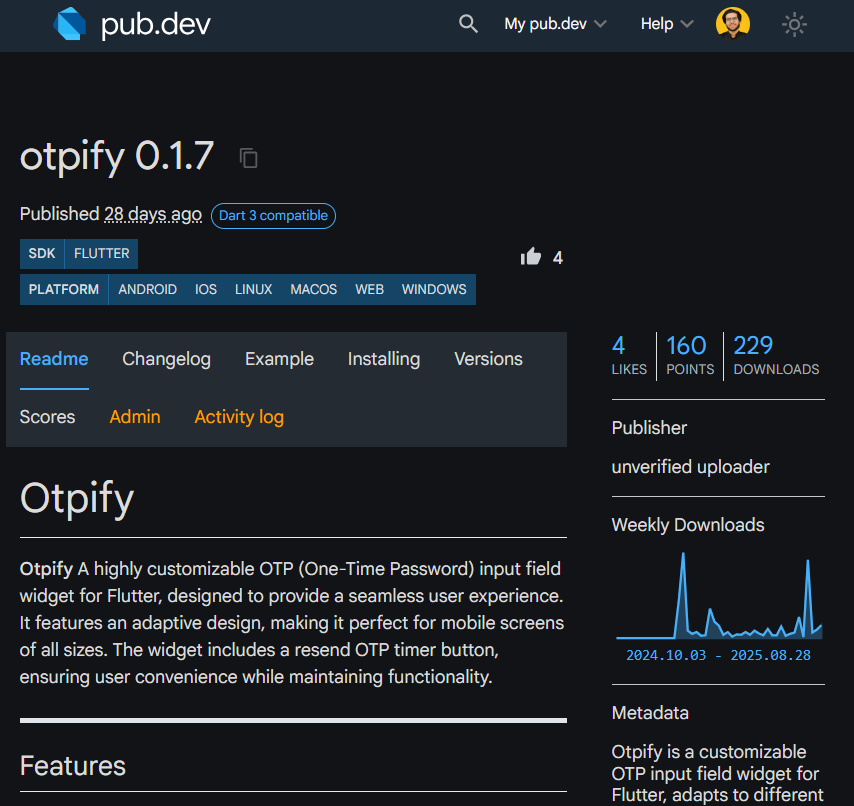 pub.dev
My pub.dev
Help
otpify 0.1.7
Published 28 days ago
Dart 3 compatible
SDK FLUTTER
4
PLATFORM ANDROID IOS LINUX MACOS WEB WINDOWS
Readme Changelog Example Installing Versions
Scores Admin Activity log
Otpify
Otpify A highly customizable OTP (One-Time Password) input field
widget for Flutter, designed to provide a seamless user experience.
It features an adaptive design, making it perfect for mobile screens
of all sizes. The widget includes a resend OTP timer button,
ensuring user convenience while maintaining functionality.
Features
4 160 229
LIKES POINTS DOWNLOADS
Publisher
unverified uploader
Weekly Downloads
2024.10.03 - 2025.08.28
Metadata
Otpify is a customizable
OTP input field widget for
Flutter, adapts to different